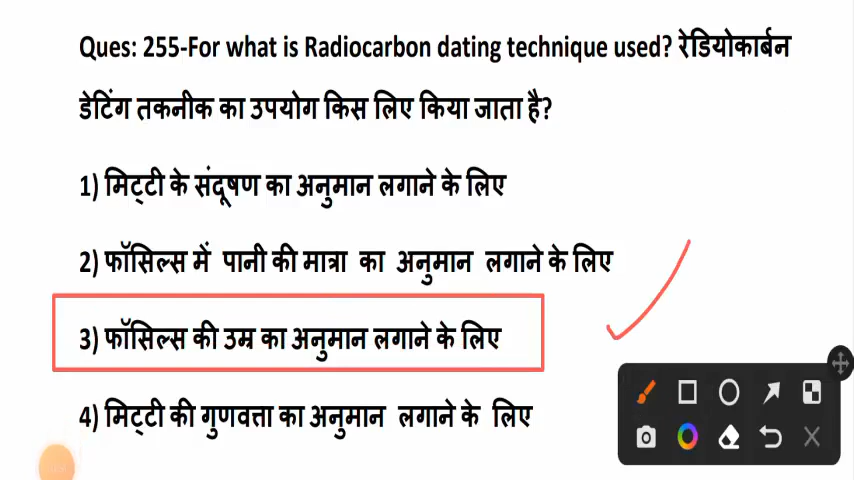 Ques: 255-For what is Radiocarbon dating technique used? रेडियोकार्बन
डेटिंग तकनीक का उपयोग किस लिए किया जाता है?
1) मिट्टी के संदूषण का अनुमान लगाने के लिए
2) फॉसिल्स में पानी की मात्रा का अनुमान लगाने के लिए
3) फॉसिल्स की उम्र का अनुमान लगाने के लिए
4) मिट्टी की गुणवत्ता का अनुमान लगाने के लिए